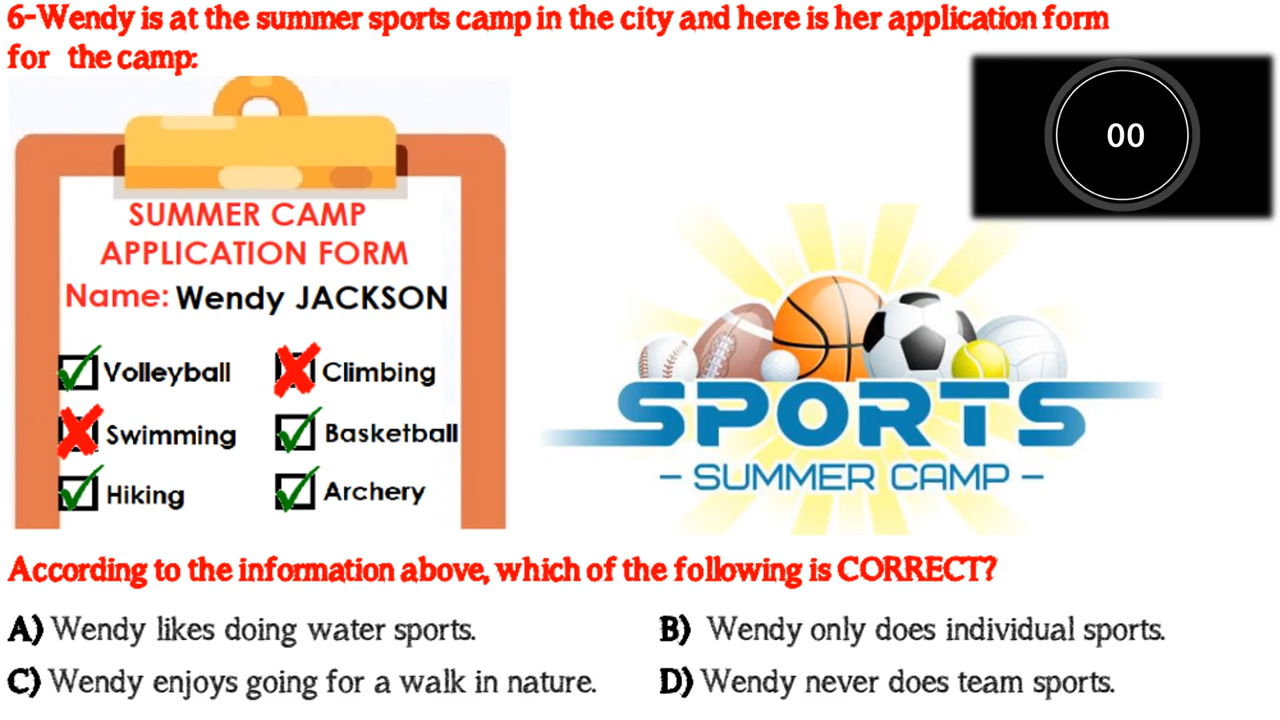 6-Wendy is at the summer sports camp in the city and here is her application form
for the camp:
00
SUMMER CAMP
APPLICATION FORM
Name: Wendy JACKSON
Volleyball
Climbing
Swimming
Basketball
Hiking
Archery
SPORTS
- SUMMER CAMP -
According to the information above, which of the following is CORRECT?
A) Wendy likes doing water sports.
B) Wendy only does individual sports.
C) Wendy enjoys going for a walk in nature.
D) Wendy never does team sports.